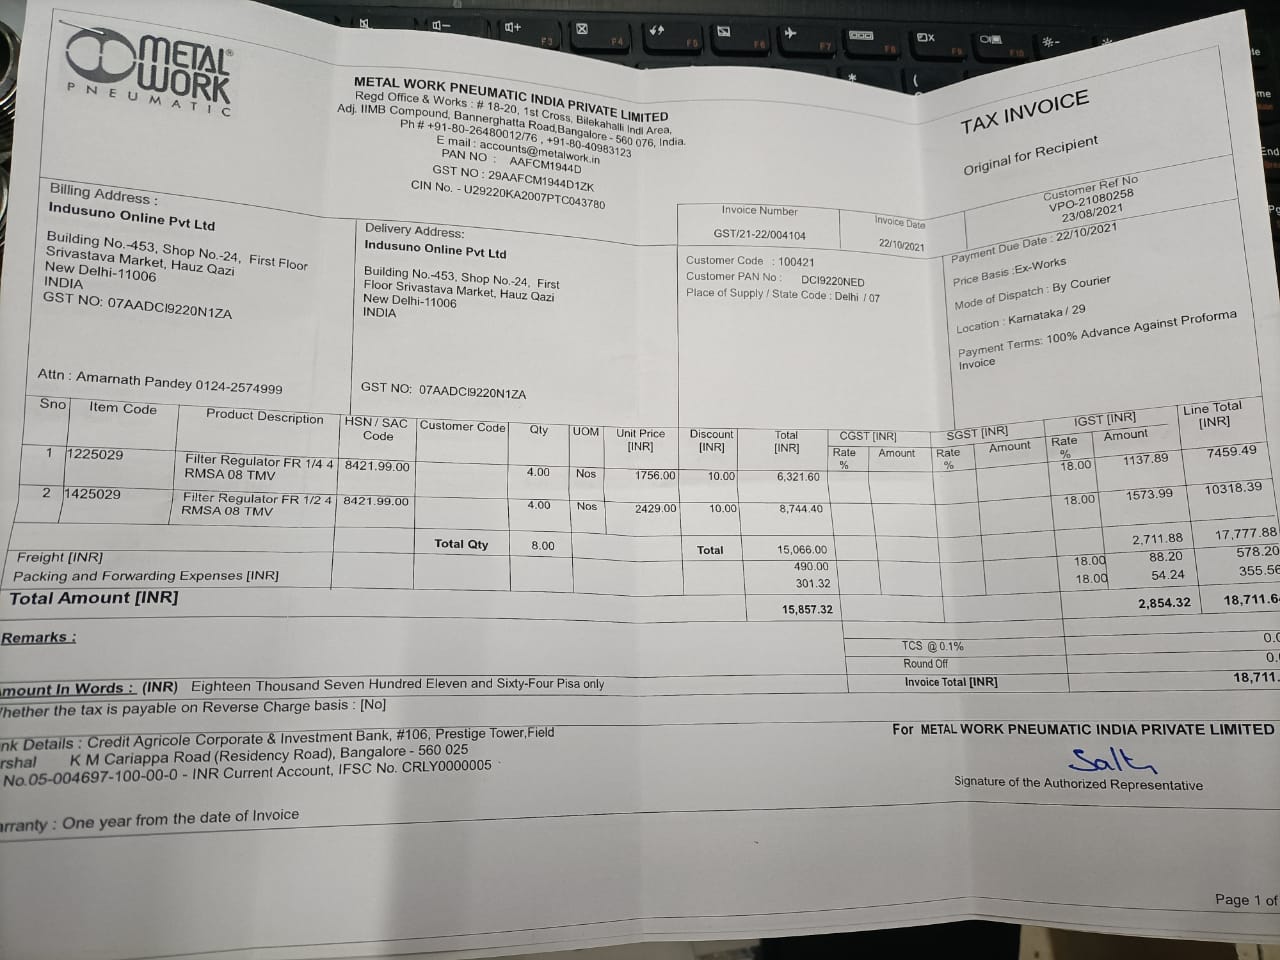 METAL®
WORK
PNEUMATIC
METAL WORK PNEUMATIC INDIA PRIVATE LIMITED
Regd Office & Works : # 18-20, 1st Cross, Bilekahalli Indl Area,
Adj. IIMB Compound, Bannerghatta Road,Bangalore - 560 076, India.
Ph # +91-80-26480012/76 , +91-80-40983123
E mail : accounts@metalwork.in
PAN NO : AAFCM1944D
GST NO : 29AAFCM1944D1ZK
CIN No. - U29220KA2007PTC043780
TAX INVOICE
Original for Recipient
Billing Address :
Indusuno Online Pvt Ltd
Building No.-453, Shop No.-24, First Floor
Srivastava Market, Hauz Qazi
New Delhi-11006
INDIA
GST NO: 07AADCI9220N1ZA
Attn : Amarnath Pandey 0124-2574999
Delivery Address:
Indusuno Online Pvt Ltd
Building No.-453, Shop No.-24, First
Floor Srivastava Market, Hauz Qazi
New Delhi-11006
INDIA
GST NO: 07AADCI9220N1ZA
Invoice Number
GST/21-22/004104
Invoice Date
22/10/2021
Customer Code : 100421
Customer PAN No : DCI9220NED
Place of Supply / State Code : Delhi / 07
Customer Ref No
VPO-21080258
23/08/2021
Payment Due Date : 22/10/2021
Price Basis :Ex-Works
Mode of Dispatch : By Courier
Location : Karnataka / 29
Payment Terms: 100% Advance Against Proforma
Invoice
Sno Item Code Product Description HSN / SAC Code Customer Code Qty UOM Unit Price [INR] Discount [INR] Total [INR] CGST [INR] SGST [INR] IGST [INR] Line Total [INR]
Rate % Amount Rate % Amount Rate % Amount
1 1225029 Filter Regulator FR 1/4 4 8421.99.00 4.00 Nos 1756.00 10.00 6,321.60 18.00 1137.89 7459.49
RMSA 08 TMV
2 1425029 Filter Regulator FR 1/2 4 8421.99.00 4.00 Nos 2429.00 10.00 8,744.40 18.00 1573.99 10318.39
RMSA 08 TMV
Total Qty 8.00 Total 15,066.00 2,711.88 17,777.88
Freight [INR] 490.00 18.00 88.20 578.20
Packing and Forwarding Expenses [INR] 301.32 18.00 54.24 355.56
Total Amount [INR] 15,857.32 2,854.32 18,711.6
Remarks :
TCS @ 0.1% 0.0
Round Off 0.
Invoice Total [INR] 18,711.
mount In Words : (INR) Eighteen Thousand Seven Hundred Eleven and Sixty-Four Pisa only
hether the tax is payable on Reverse Charge basis : [No]
nk Details : Credit Agricole Corporate & Investment Bank, #106, Prestige Tower,Field
rshal K M Cariappa Road (Residency Road), Bangalore - 560 025
No.05-004697-100-00-0 - INR Current Account, IFSC No. CRLY0000005
For METAL WORK PNEUMATIC INDIA PRIVATE LIMITED
Signature of the Authorized Representative
rranty : One year from the date of Invoice
Page 1 of